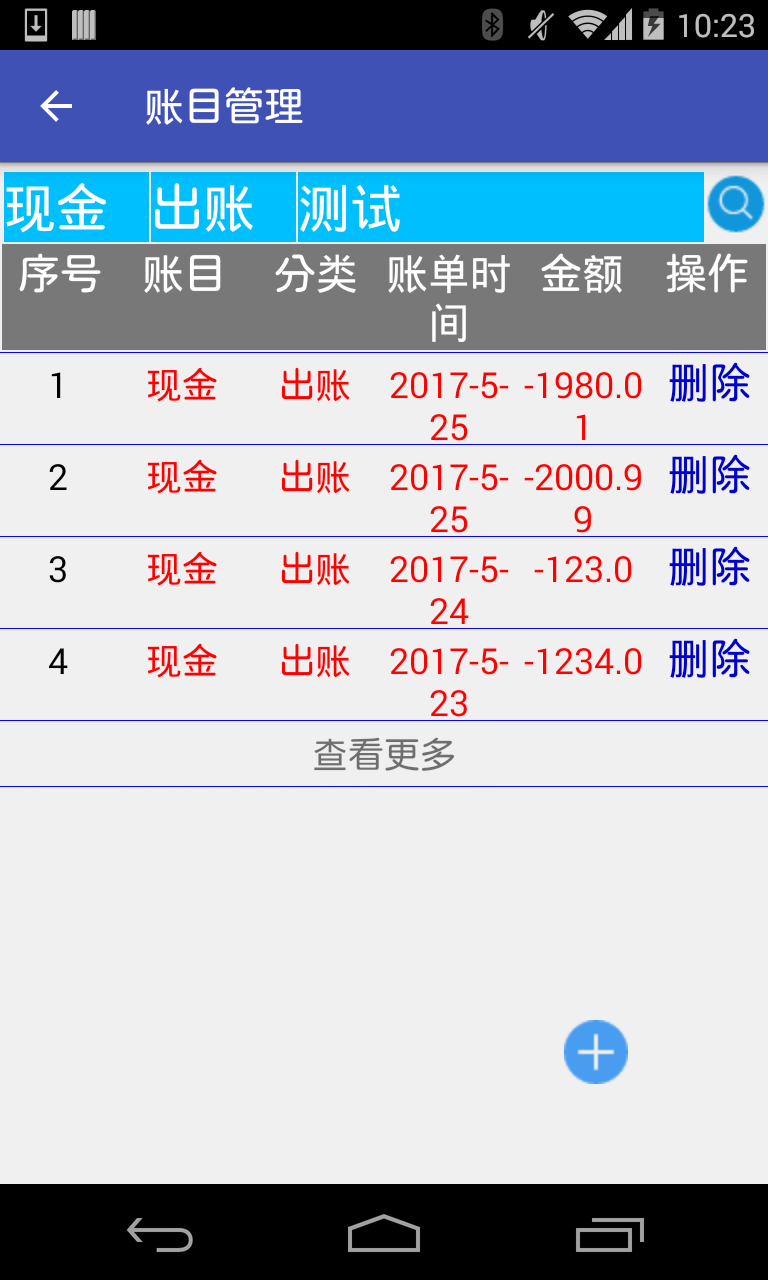 10:23
账目管理
现金 出账 测试
序号 账目 分类 账单时 金额 操作
间
1 现金 出账 2017-5- -1980.0 删除
25 1
2 现金 出账 2017-5- -2000.9 删除
25 9
3 现金 出账 2017-5- -123.0 删除
24
4 现金 出账 2017-5- -1234.0 删除
23
查看更多